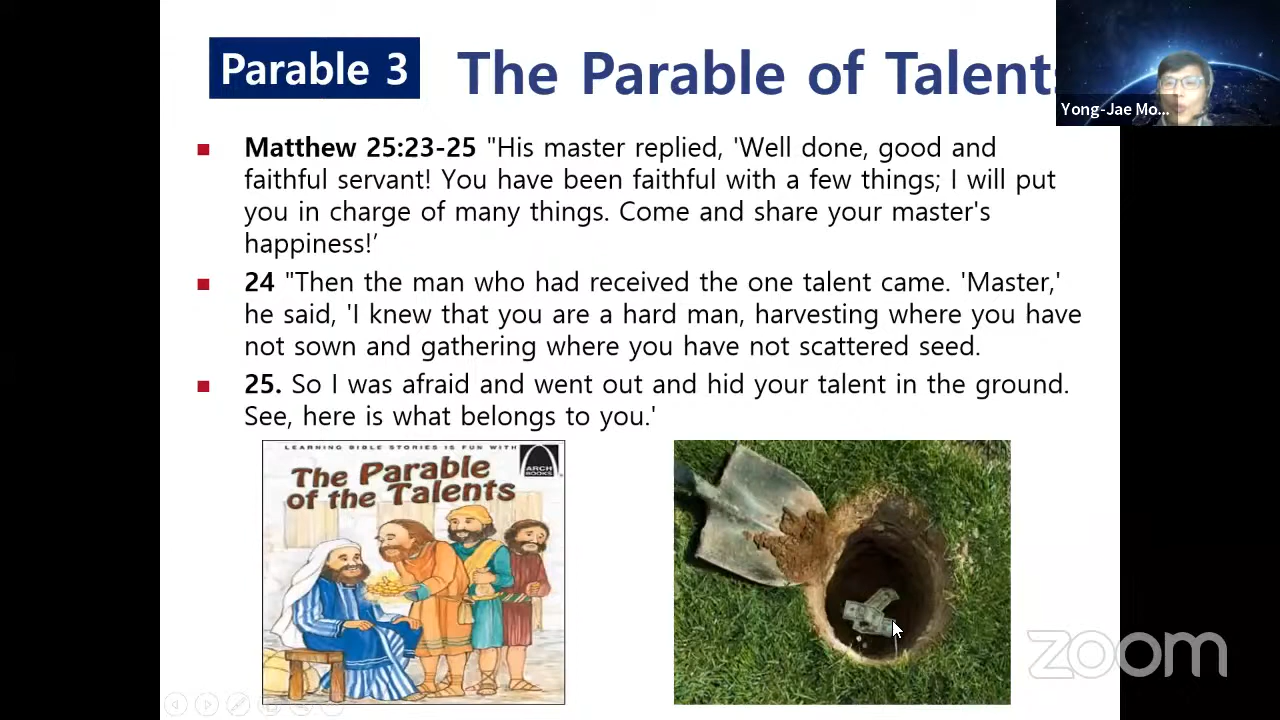 Parable 3
The Parable of Talents
Yong-Jae Mo...
■ Matthew 25:23-25 "His master replied, 'Well done, good and
faithful servant! You have been faithful with a few things; I will put
you in charge of many things. Come and share your master's
happiness!’
■ 24 "Then the man who had received the one talent came. 'Master,'
he said, 'I knew that you are a hard man, harvesting where you have
not sown and gathering where you have not scattered seed.
■ 25. So I was afraid and went out and hid your talent in the ground.
See, here is what belongs to you.'
LEARNING BIBLE STORIES IS FUN WITH
ARCH
BOOKS
The Parable
of the Talents
zoom